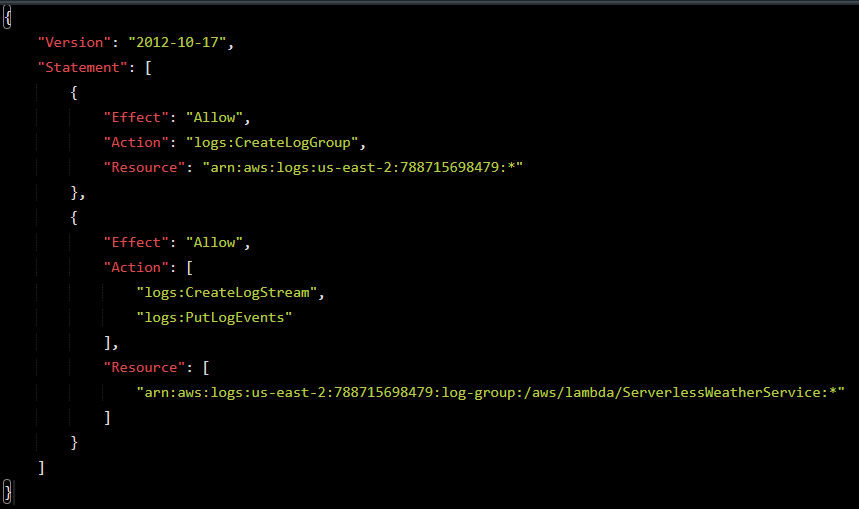 {
    "Version": "2012-10-17",
    "Statement": [
        {
            "Effect": "Allow",
            "Action": "logs:CreateLogGroup",
            "Resource": "arn:aws:logs:us-east-2:788715698479:*"
        },
        {
            "Effect": "Allow",
            "Action": [
                "logs:CreateLogStream",
                "logs:PutLogEvents"
            ],
            "Resource": [
                "arn:aws:logs:us-east-2:788715698479:log-group:/aws/lambda/ServerlessWeatherService:*"
            ]
        }
    ]
}